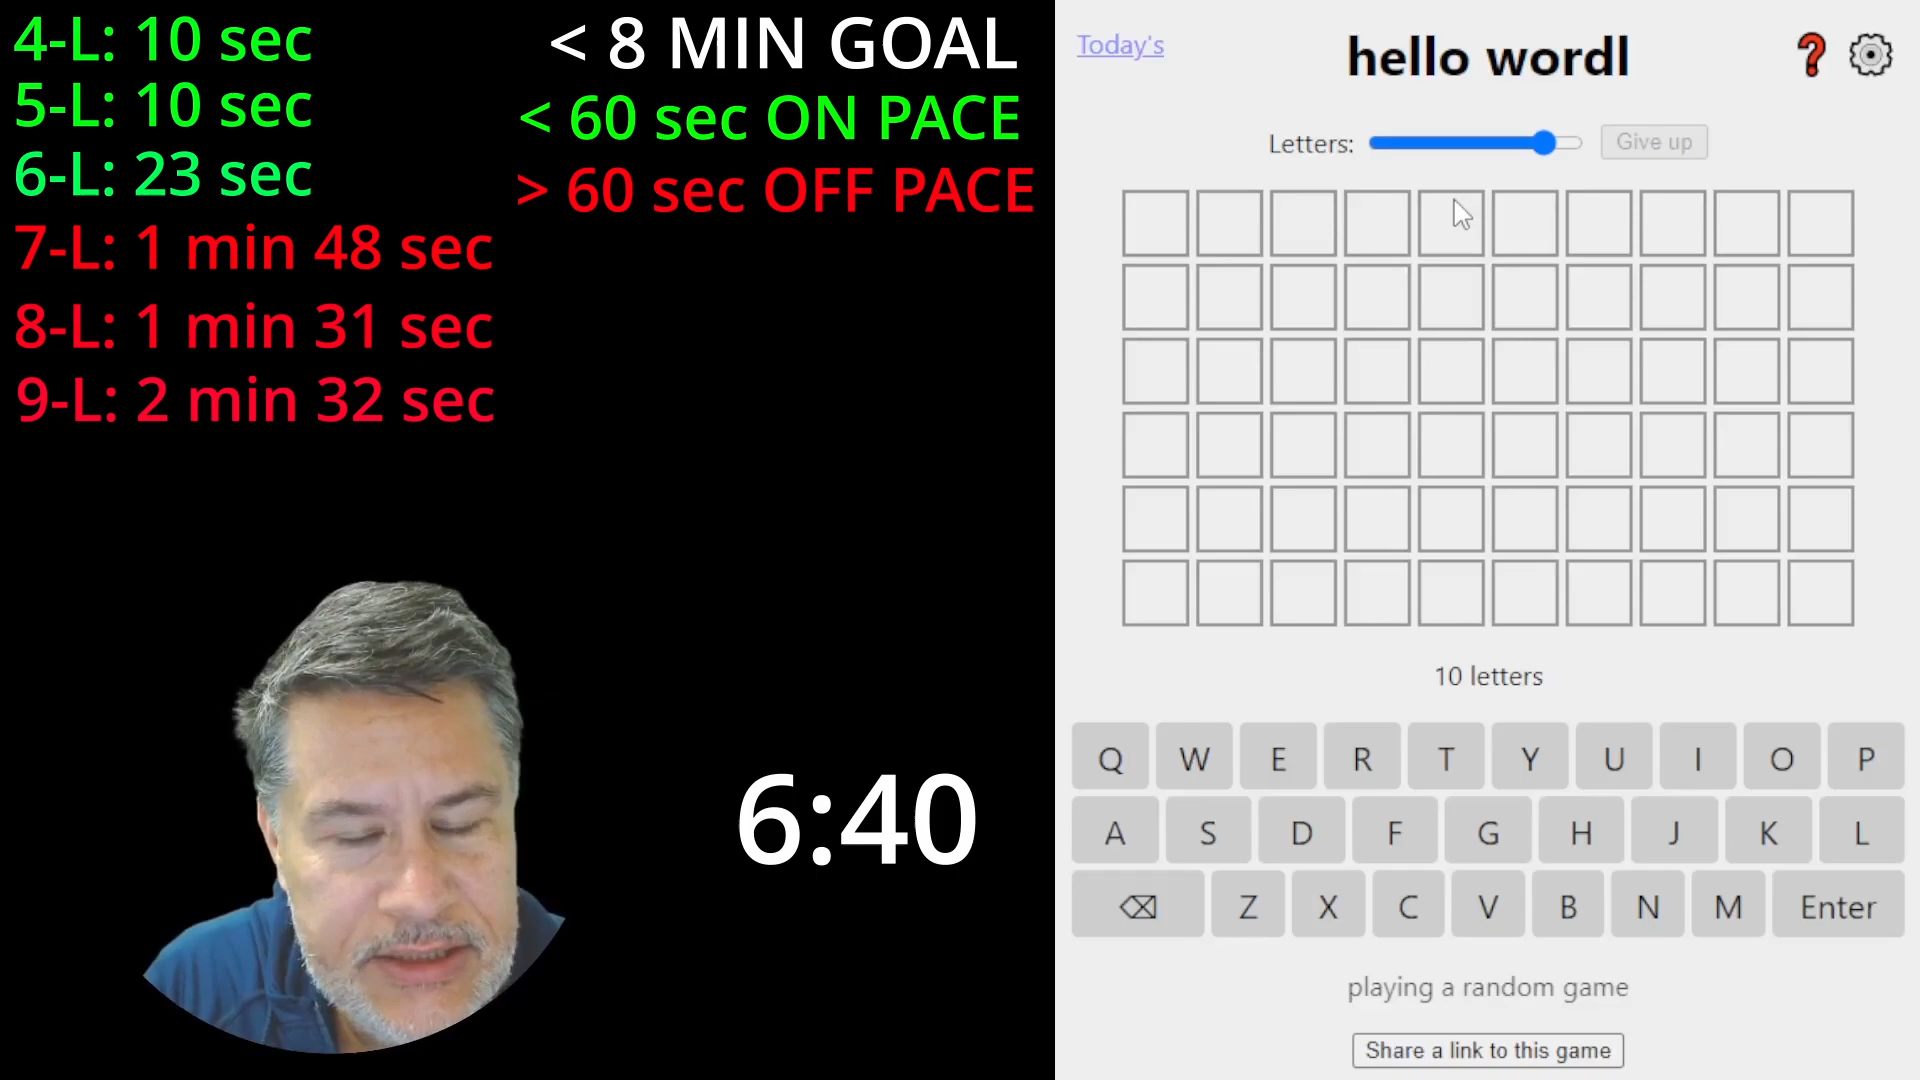 4-L: 10 sec
5-L: 10 sec
6-L: 23 sec
7-L: 1 min 48 sec
8-L: 1 min 31 sec
9-L: 2 min 32 sec
< 8 MIN GOAL
< 60 sec ON PACE
> 60 sec OFF PACE
6:40
Today's
hello wordl
❓
Letters:
Give up
10 letters
Q W E R T Y U I O P
A S D F G H J K L
⌫ Z X C V B N M Enter
playing a random game
Share a link to this game